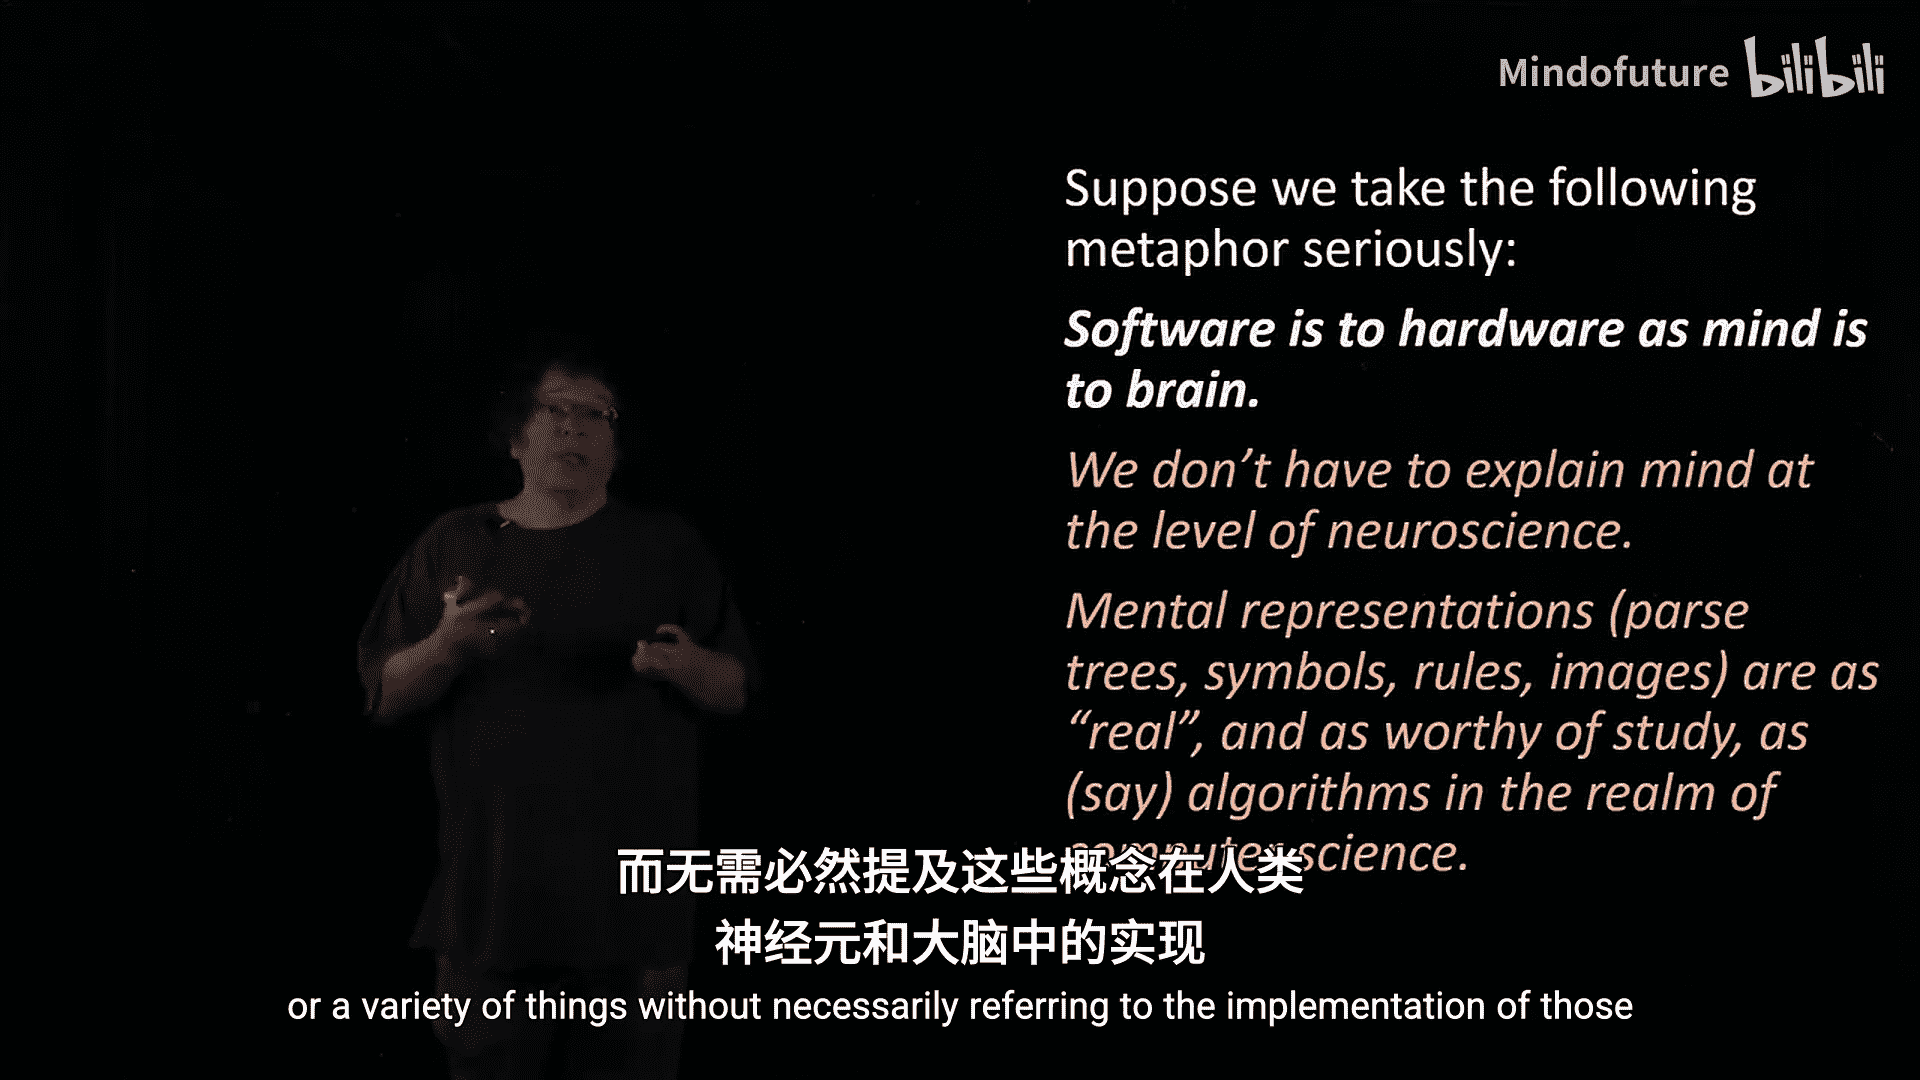 Mindofuture bilibili
Suppose we take the following
metaphor seriously:
Software is to hardware as mind is
to brain.
We don’t have to explain mind at
the level of neuroscience.
Mental representations (parse
trees, symbols, rules, images) are as
“real”, and as worthy of study, as
(say) algorithms in the realm of
computer science.
而无需必然提及这些概念在人类
神经元和大脑中的实现
or a variety of things without necessarily referring to the implementation of those